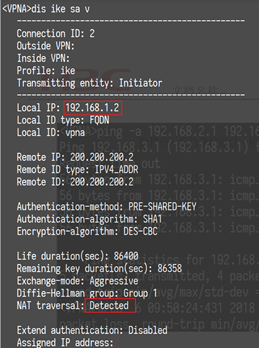 <VPNA>dis ike sa v
-----------------------------------------------
Connection ID: 2
Outside VPN:
Inside VPN:
Profile: ike
Transmitting entity: Initiator
-----------------------------------------------
Local IP: 192.168.1.2
Local ID type: FQDN
Local ID: vpna
Remote IP: 200.200.200.2
Remote ID type: IPV4_ADDR
Remote ID: 200.200.200.2
Authentication-method: PRE-SHARED-KEY
Authentication-algorithm: SHA1
Encryption-algorithm: DES-CBC
Life duration(sec): 86400
Remaining key duration(sec): 86358
Exchange-mode: Aggressive
Diffie-Hellman group: Group 1
NAT traversal: Detected
Extend authentication: Disabled
Assigned IP address: